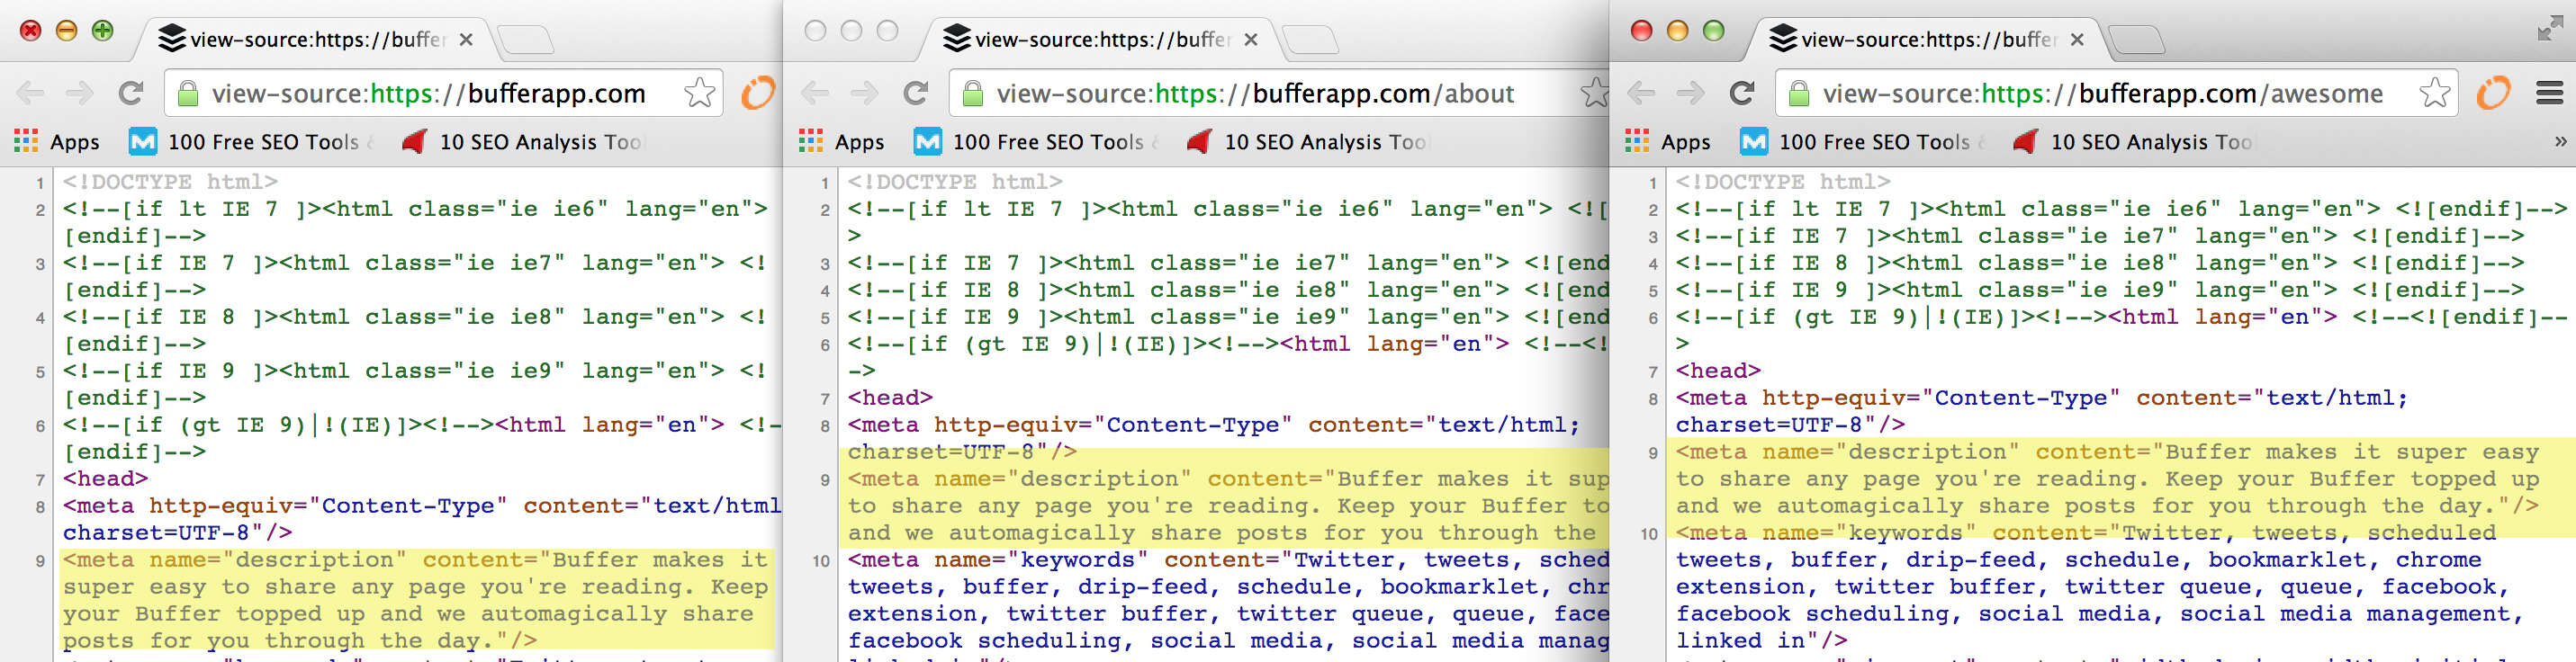 view-source:https://buffer
view-source:https://bufferapp.com
Apps 100 Free SEO Tools 10 SEO Analysis Too
1 <!DOCTYPE html>
2 <!--[if lt IE 7 ]><html class="ie ie6" lang="en">
[endif]-->
3 <!--[if IE 7 ]><html class="ie ie7" lang="en"> <!
[endif]-->
4 <!--[if IE 8 ]><html class="ie ie8" lang="en"> <!
[endif]-->
5 <!--[if IE 9 ]><html class="ie ie9" lang="en"> <!
[endif]-->
6 <!--[if (gt IE 9)|!(IE)]><!--><html lang="en"> <!-
[endif]-->
7 <head>
8 <meta http-equiv="Content-Type" content="text/html
charset=UTF-8"/>
9 <meta name="description" content="Buffer makes it
super easy to share any page you're reading. Keep
your Buffer topped up and we automagically share
posts for you through the day."/>
view-source:https://buffer
view-source:https://bufferapp.com/about
Apps 100 Free SEO Tools 10 SEO Analysis Too
1 <!DOCTYPE html>
2 <!--[if lt IE 7 ]><html class="ie ie6" lang="en"> <![
>
3 <!--[if IE 7 ]><html class="ie ie7" lang="en"> <![end
4 <!--[if IE 8 ]><html class="ie ie8" lang="en"> <![end
5 <!--[if IE 9 ]><html class="ie ie9" lang="en"> <![end
6 <!--[if (gt IE 9)|!(IE)]><!--><html lang="en"> <!--<!
->
7 <head>
8 <meta http-equiv="Content-Type" content="text/html;
charset=UTF-8"/>
9 <meta name="description" content="Buffer makes it sup
to share any page you're reading. Keep your Buffer to
and we automagically share posts for you through the
10 <meta name="keywords" content="Twitter, tweets, sched
tweets, buffer, drip-feed, schedule, bookmarklet, chr
extension, twitter buffer, twitter queue, queue, face
facebook scheduling, social media, social media manag
view-source:https://buffer
view-source:https://bufferapp.com/awesome
Apps 100 Free SEO Tools 10 SEO Analysis Too »
1 <!DOCTYPE html>
2 <!--[if lt IE 7 ]><html class="ie ie6" lang="en"> <![endif]-->
3 <!--[if IE 7 ]><html class="ie ie7" lang="en"> <![endif]-->
4 <!--[if IE 8 ]><html class="ie ie8" lang="en"> <![endif]-->
5 <!--[if IE 9 ]><html class="ie ie9" lang="en"> <![endif]-->
6 <!--[if (gt IE 9)|!(IE)]><!--><html lang="en"> <!--<![endif]--
>
7 <head>
8 <meta http-equiv="Content-Type" content="text/html;
charset=UTF-8"/>
9 <meta name="description" content="Buffer makes it super easy
to share any page you're reading. Keep your Buffer topped up
and we automagically share posts for you through the day."/>
10 <meta name="keywords" content="Twitter, tweets, scheduled
tweets, buffer, drip-feed, schedule, bookmarklet, chrome
extension, twitter buffer, twitter queue, queue, facebook,
facebook scheduling, social media, social media management,
linked in"/>